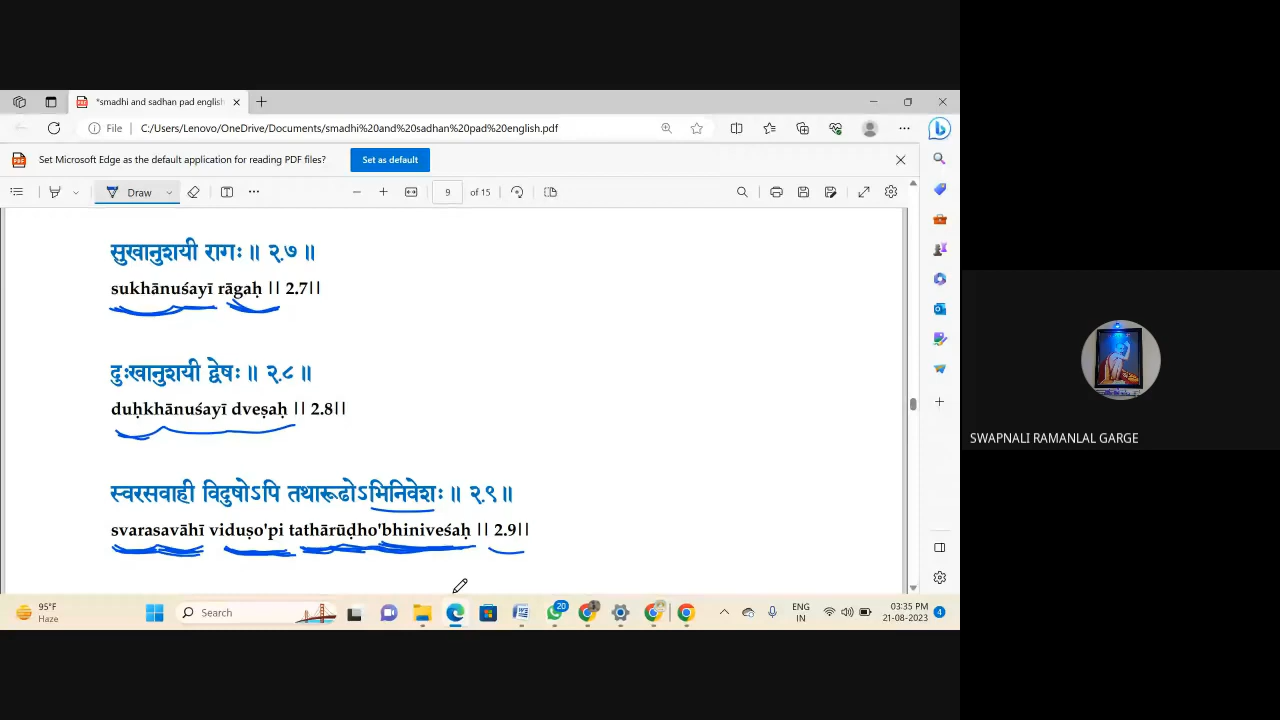 *smadhi and sadhan pad english
File
C:/Users/Lenovo/OneDrive/Documents/smadhi%20and%20sadhan%20pad%20english.pdf
Set Microsoft Edge as the default application for reading PDF files?
Set as default
Draw
9
of 15
सुखानुशयी रागः ॥ २.७ ॥
sukhānuśayī rāgaḥ || 2.7||
दुःखानुशयी द्वेषः ॥ २.८ ॥
duḥkhānuśayī dveṣaḥ || 2.8||
स्वरसवाही विदुषोऽपि तथारूढोऽभिनिवेशः ॥ २.९ ॥
svarasavāhī viduṣo'pi tathārūḍho'bhiniveśaḥ || 2.9||
SWAPNALI RAMANLAL GARGE
95°F
Haze
Search
20
ENG
IN
03:35 PM
21-08-2023
4